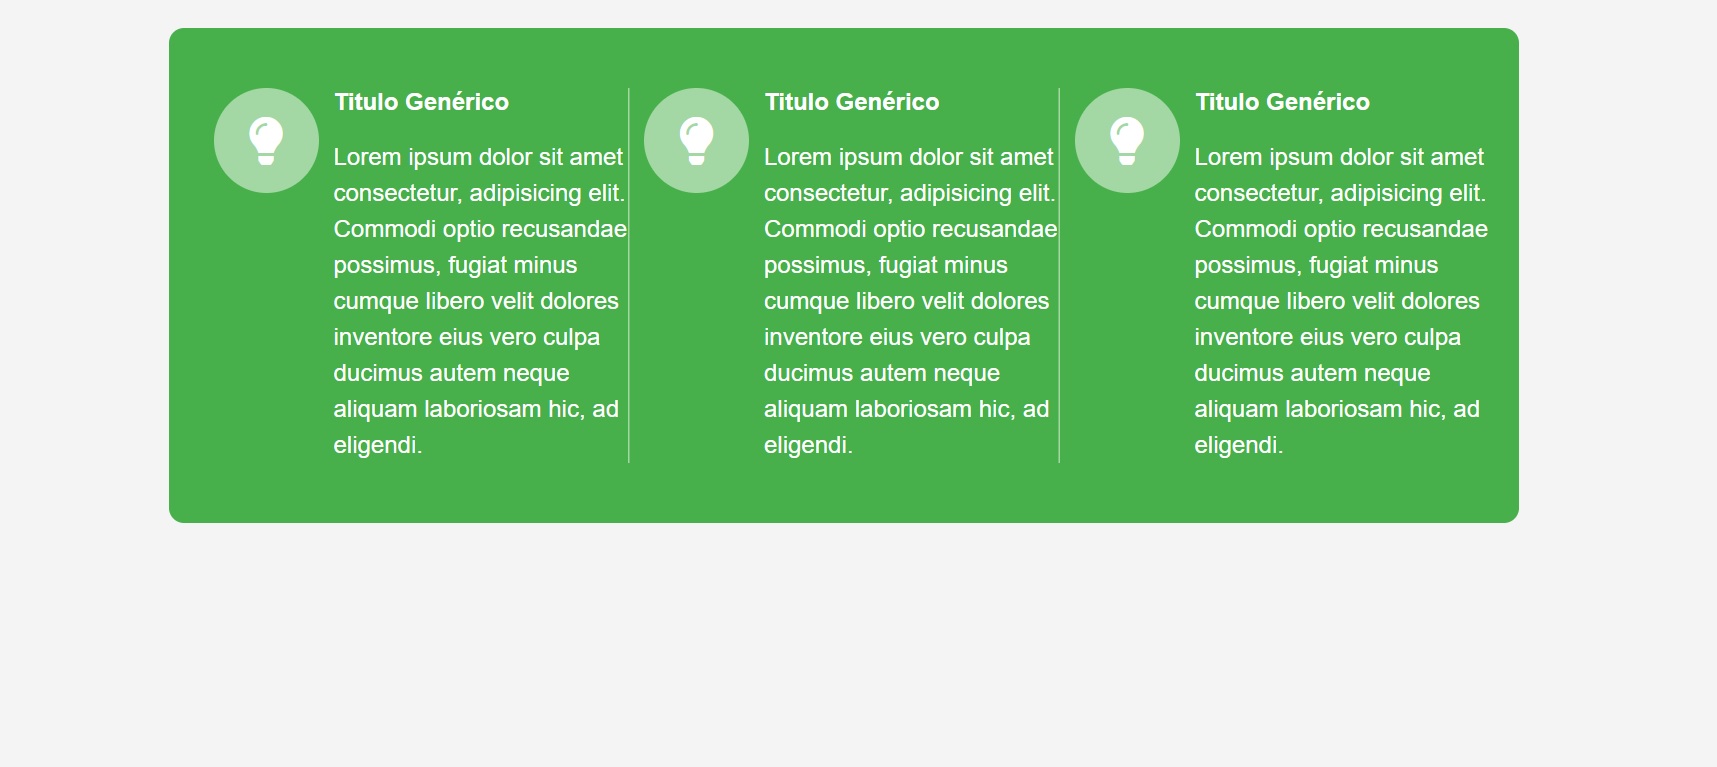 Titulo Genérico
Lorem ipsum dolor sit amet
consectetur, adipisicing elit.
Commodi optio recusandae
possimus, fugiat minus
cumque libero velit dolores
inventore eius vero culpa
ducimus autem neque
aliquam laboriosam hic, ad
eligendi.
Titulo Genérico
Lorem ipsum dolor sit amet
consectetur, adipisicing elit.
Commodi optio recusandae
possimus, fugiat minus
cumque libero velit dolores
inventore eius vero culpa
ducimus autem neque
aliquam laboriosam hic, ad
eligendi.
Titulo Genérico
Lorem ipsum dolor sit amet
consectetur, adipisicing elit.
Commodi optio recusandae
possimus, fugiat minus
cumque libero velit dolores
inventore eius vero culpa
ducimus autem neque
aliquam laboriosam hic, ad
eligendi.